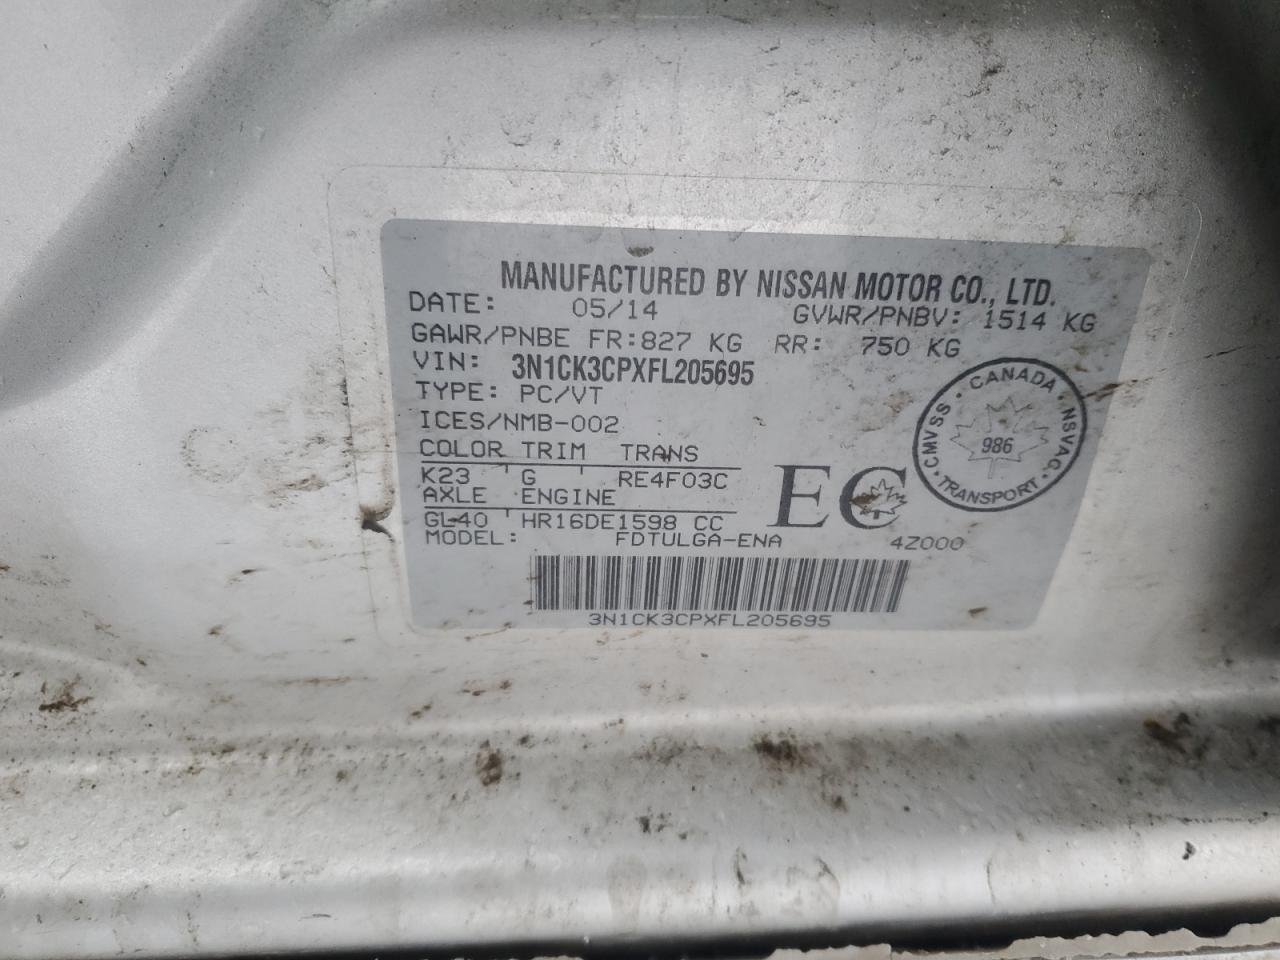 MANUFACTURED BY NISSAN MOTOR CO., LTD.
DATE: 05/14 GVWR/PNBV: 1514 KG
GAWR/PNBE FR:827 KG RR: 750 KG
VIN: 3N1CK3CPXFL205695
TYPE: PC/VT
ICES/NMB-002
COLOR TRIM TRANS
K23 G RE4F03C
AXLE ENGINE
GL40 HR16DE1598 CC
MODEL: FDTULGA-ENA
EC
4Z000
CMVSS · CANADA · NSVAC · TRANSPORT ·
986
3N1CK3CPXFL205695